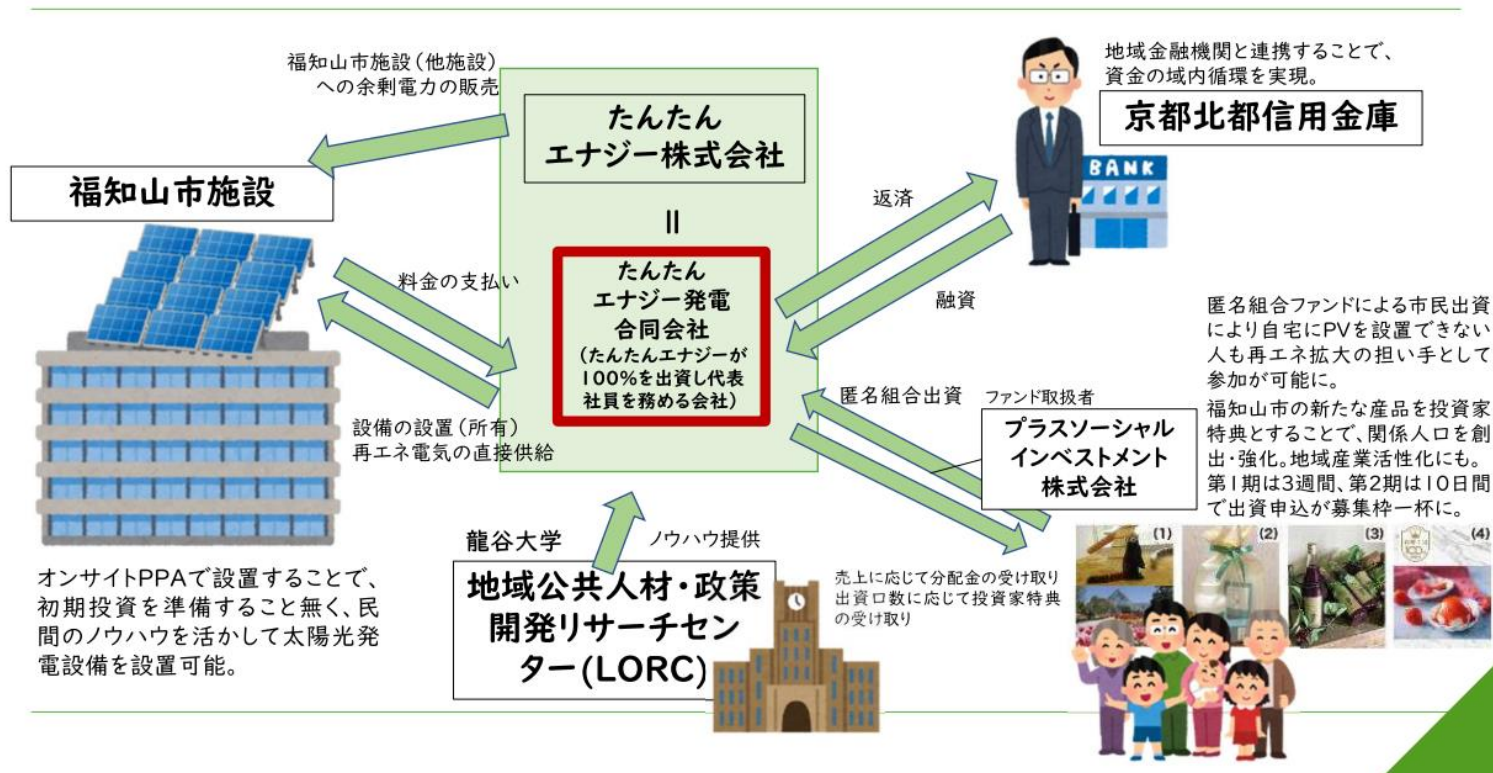 福知山市施設(他施設)
への余剰電力の販売
福知山市施設
料金の支払い
設備の設置(所有)
再エネ電気の直接供給
オンサイトPPAで設置することで、
初期投資を準備すること無く、民
間のノウハウを活かして太陽光発
電設備を設置可能。
たんたん
エナジー株式会社
=
たんたん
エナジー発電
合同会社
(たんたんエナジーが
100%を出資し代表
社員を務める会社)
龍谷大学
ノウハウ提供
地域公共人材・政策
開発リサーチセン
ター(LORC)
地域金融機関と連携することで、
資金の域内循環を実現。
京都北都信用金庫
BANK
返済
融資
匿名組合出資
ファンド取扱者
プラスソーシャル
インベストメント
株式会社
匿名組合ファンドによる市民出資
により自宅にPVを設置できない
人も再エネ拡大の担い手として
参加が可能に。
福知山市の新たな産品を投資家
特典とすることで、関係人口を創
出・強化。地域産業活性化にも。
第1期は3週間、第2期は10日間
で出資申込が募集枠一杯に。
売上に応じて分配金の受け取り
出資口数に応じて投資家特典
の受け取り
(1)
(2)
(3)
(4)